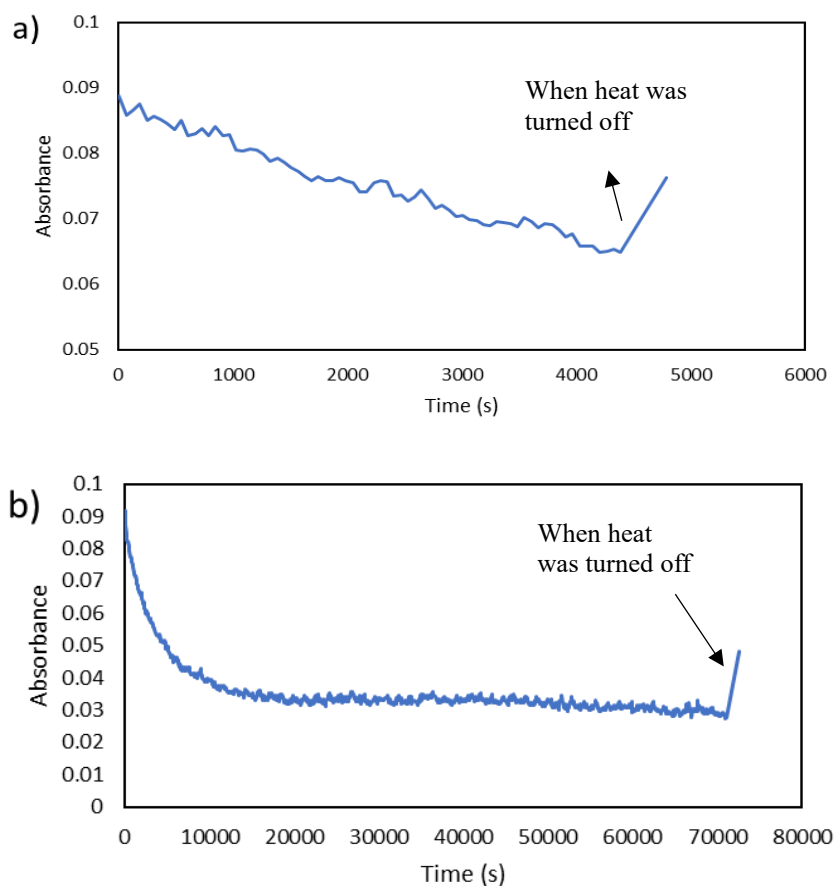 a)
0.1
0.09
0.08
0.07
0.06
0.05
Absorbance
When heat was
turned off
0 1000 2000 3000 4000 5000 6000
Time (s)
b)
0.1
0.09
0.08
0.07
0.06
0.05
0.04
0.03
0.02
0.01
0
Absorbance
When heat
was turned off
0 10000 20000 30000 40000 50000 60000 70000 80000
Time (s)